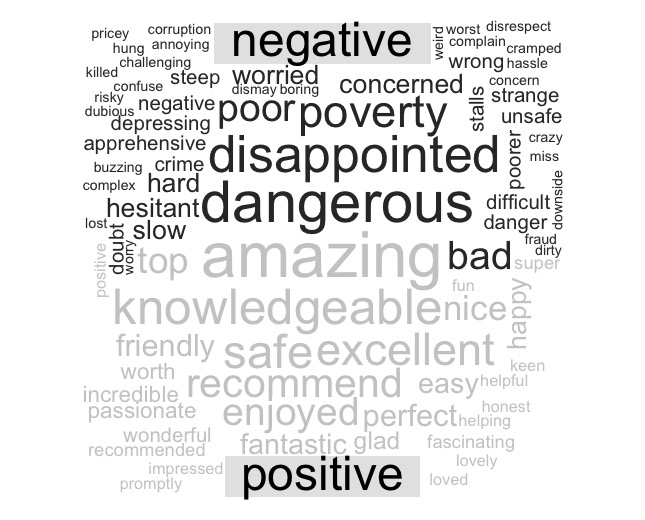 pricey corruption negative weird worst disrespect
hung annoying complain cramped
challenging wrong hassle
killed steep worried concerned concern
confuse dismay boring strange
risky negative poor poverty stalls unsafe
dubious depressing
apprehensive disappointed poorer crazy
buzzing crime miss
complex hard dangerous difficult downside
hesitant danger
lost doubt slow fraud
worry dirty
positive top amazing bad super
knowledgeable fun nice happy
friendly safe excellent
worth keen
incredible recommend easy helpful
passionate enjoyed perfect honest
helping
wonderful fantastic glad fascinating
recommended lovely
impressed positive loved
promptly